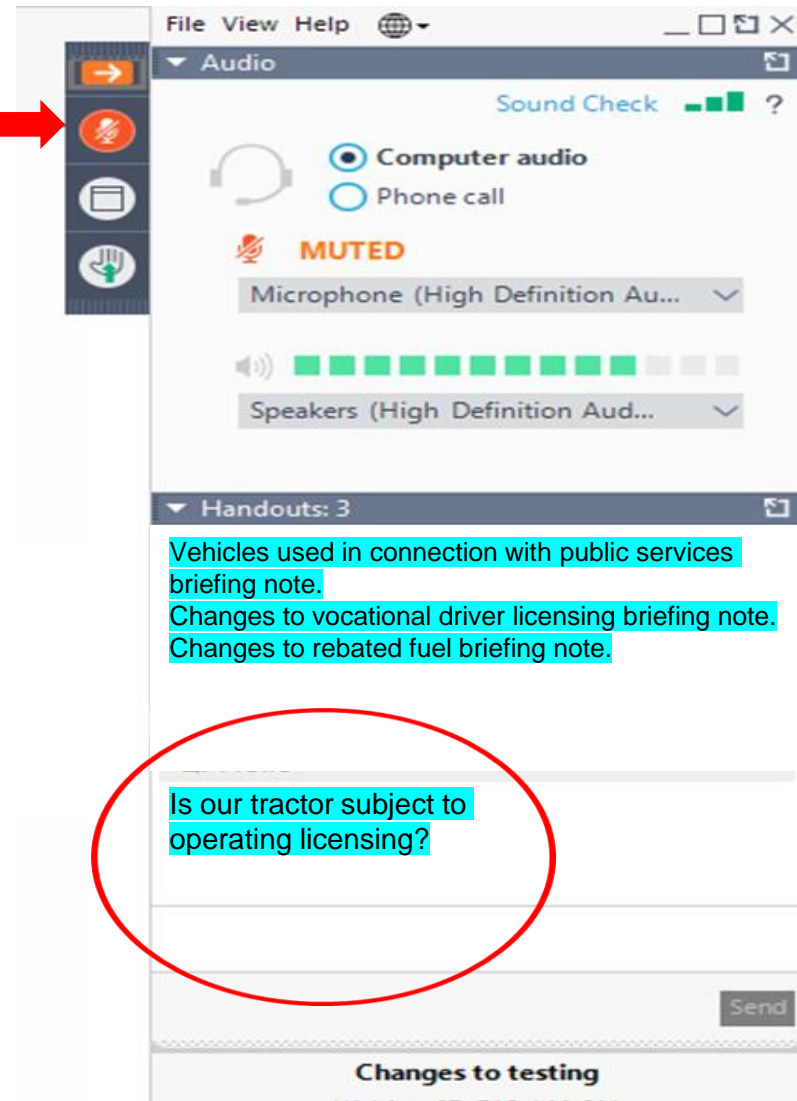 File View Help
Audio
Sound Check ?
Computer audio
Phone call
MUTED
Microphone (High Definition Au...
Speakers (High Definition Aud...
Handouts: 3
Vehicles used in connection with public services
briefing note.
Changes to vocational driver licensing briefing note.
Changes to rebated fuel briefing note.
Is our tractor subject to
operating licensing?
Send
Changes to testing